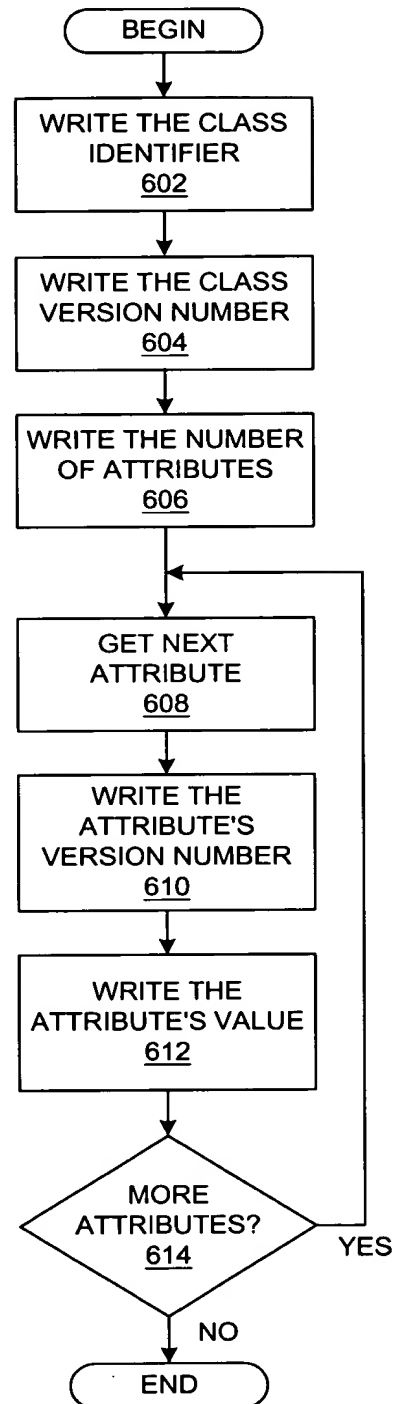 BEGIN
WRITE THE CLASS
IDENTIFIER
602
WRITE THE CLASS
VERSION NUMBER
604
WRITE THE NUMBER
OF ATTRIBUTES
606
GET NEXT
ATTRIBUTE
608
WRITE THE
ATTRIBUTE'S
VERSION NUMBER
610
WRITE THE
ATTRIBUTE'S VALUE
612
MORE
ATTRIBUTES?
614
YES
NO
END